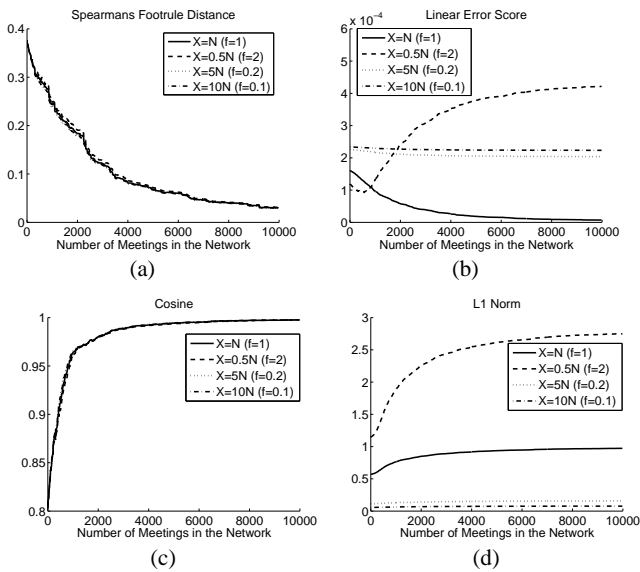 Spearmans Footrule Distance
X=N (f=1)
X=0.5N (f=2)
X=5N (f=0.2)
X=10N (f=0.1)
0.4
0.3
0.2
0.1
0
0 2000 4000 6000 8000 10000
Number of Meetings in the Network
(a)
Linear Error Score
x 10^-4
X=N (f=1)
X=0.5N (f=2)
X=5N (f=0.2)
X=10N (f=0.1)
6
5
4
3
2
1
0
0 2000 4000 6000 8000 10000
Number of Meetings in the Network
(b)
Cosine
1
0.95
0.9
0.85
0.8
X=N (f=1)
X=0.5N (f=2)
X=5N (f=0.2)
X=10N (f=0.1)
0 2000 4000 6000 8000 10000
Number of Meetings in the Network
(c)
L1 Norm
3
2.5
2
1.5
1
0.5
0
X=N (f=1)
X=0.5N (f=2)
X=5N (f=0.2)
X=10N (f=0.1)
0 2000 4000 6000 8000 10000
Number of Meetings in the Network
(d)